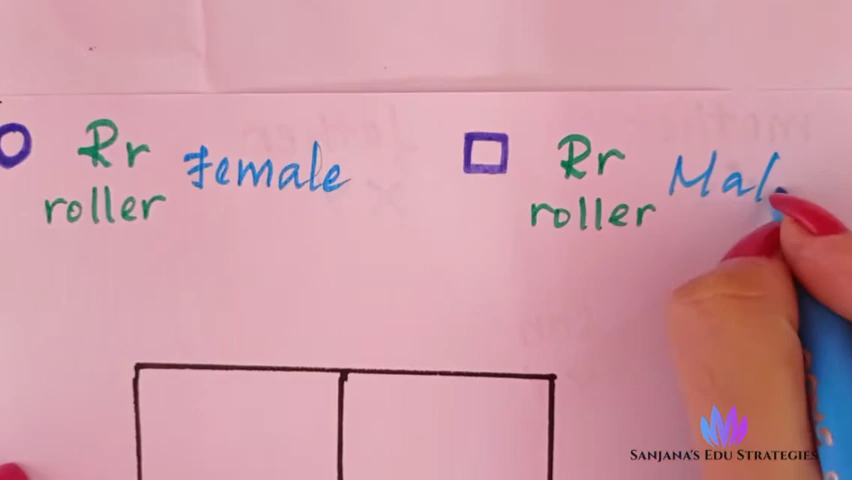 Rr Female
roller
Rr Mal
roller
SANJANA'S EDU STRATEGIES